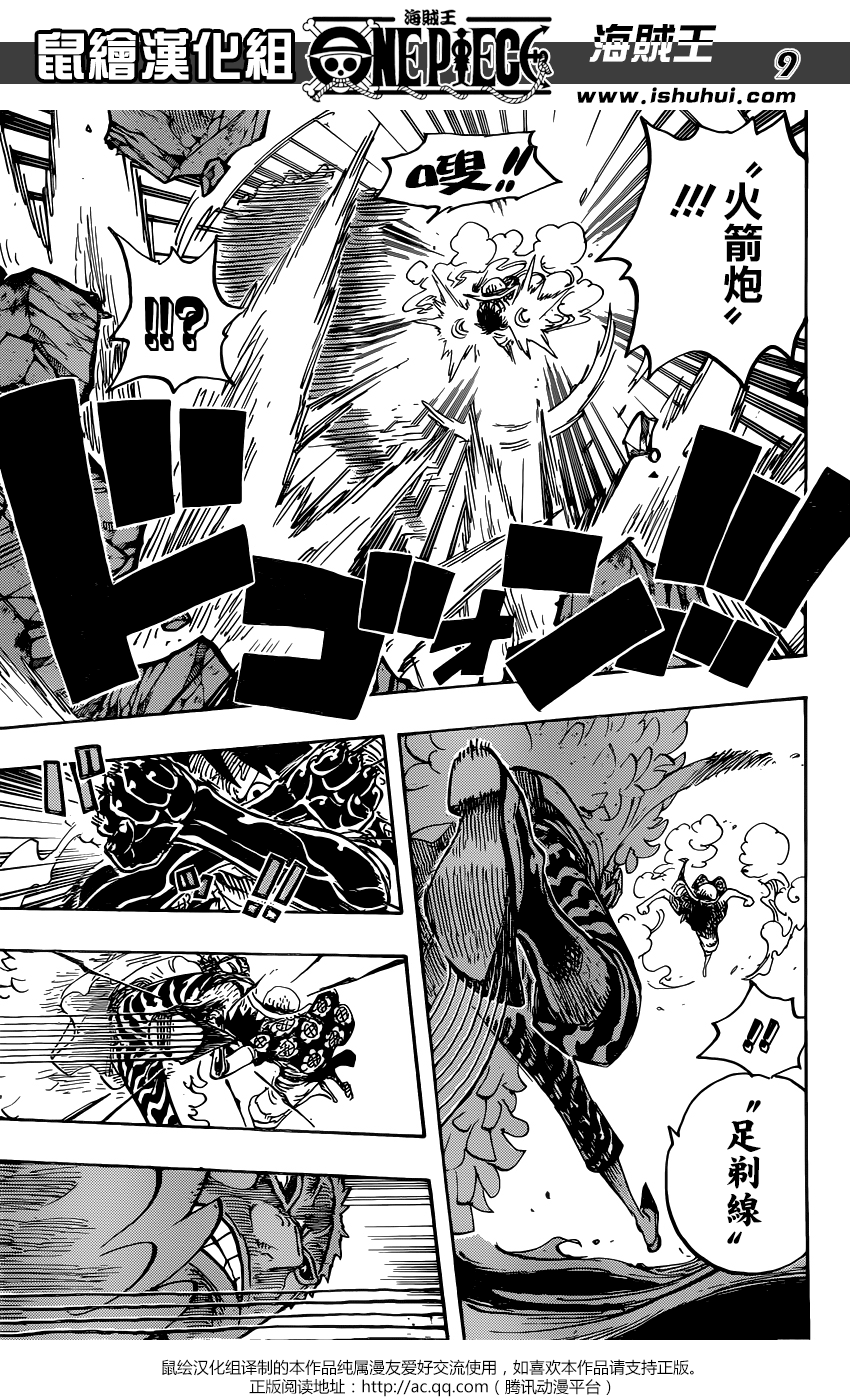 鼠繪漢化組
海賊王
ONE PIECE
海賊王
9
www.ishuhui.com
"火箭炮"
!!!
嗖!!
!!?
ドゴォン!!!
!!
"足剃線"
鼠绘汉化组译制的本作品纯属漫友爱好交流使用，如喜欢本作品请支持正版。
正版阅读地址：http://ac.qq.com（腾讯动漫平台）